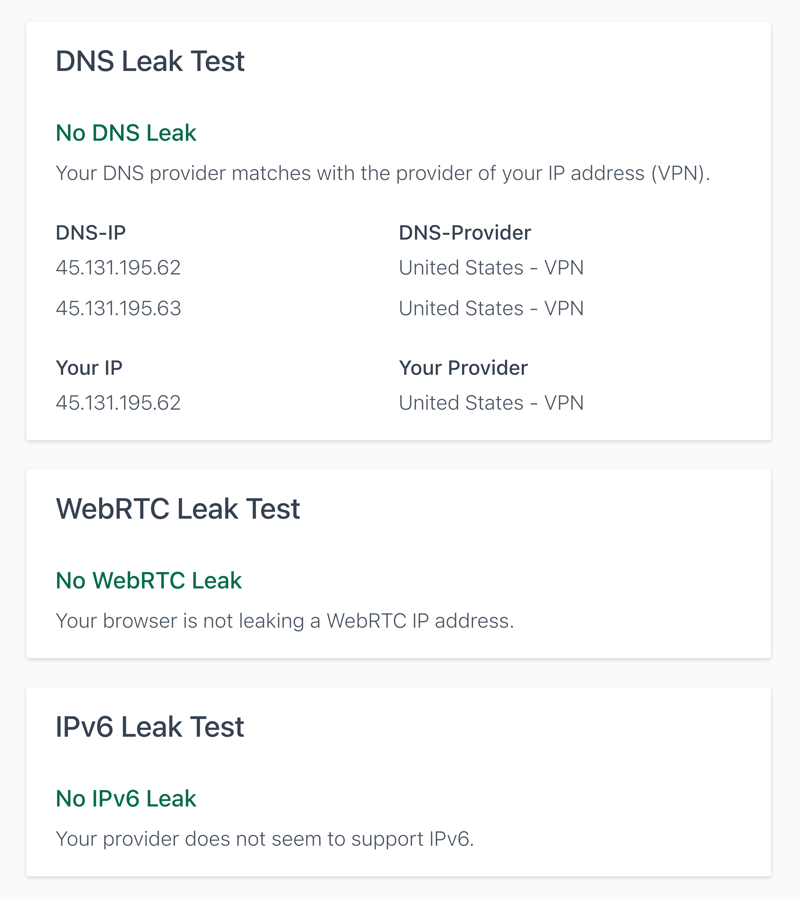 DNS Leak Test
No DNS Leak
Your DNS provider matches with the provider of your IP address (VPN).
DNS-IP DNS-Provider
45.131.195.62 United States - VPN
45.131.195.63 United States - VPN
Your IP Your Provider
45.131.195.62 United States - VPN
WebRTC Leak Test
No WebRTC Leak
Your browser is not leaking a WebRTC IP address.
IPv6 Leak Test
No IPv6 Leak
Your provider does not seem to support IPv6.